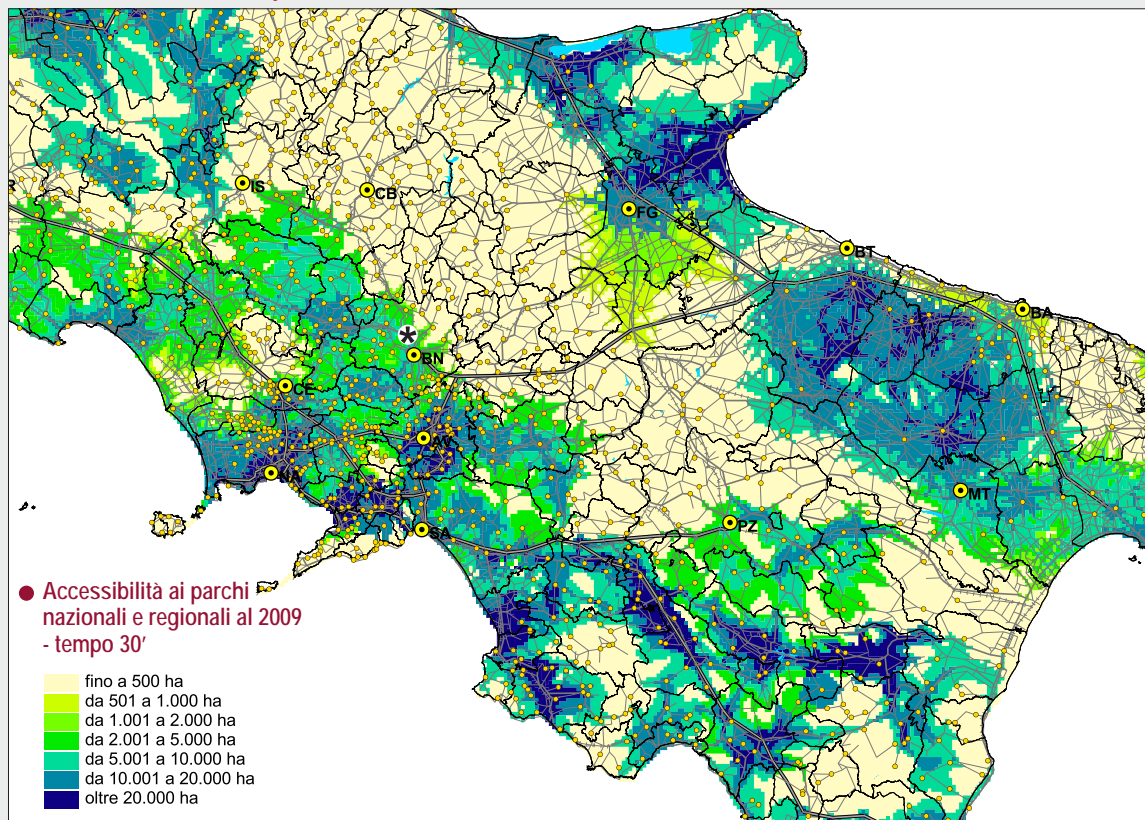 IS
CB
FG
BT
BA
*
BN
CE
AV
NA
MT
PZ
SA
Accessibilità ai parchi
nazionali e regionali al 2009
- tempo 30'
fino a 500 ha
da 501 a 1.000 ha
da 1.001 a 2.000 ha
da 2.001 a 5.000 ha
da 5.001 a 10.000 ha
da 10.001 a 20.000 ha
oltre 20.000 ha